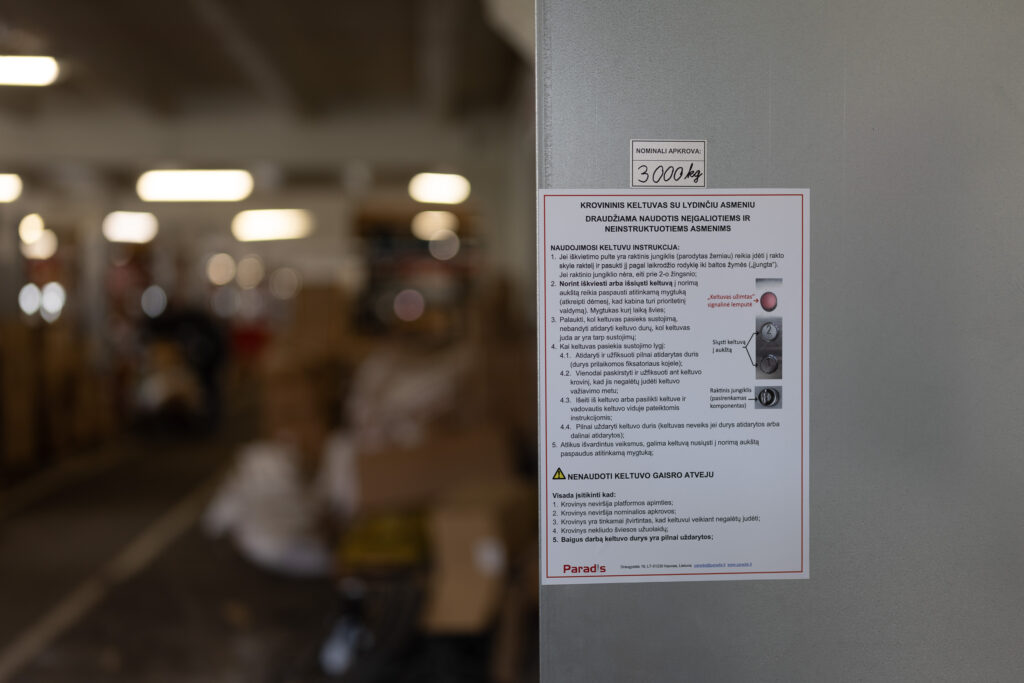 NOMINALI APKROVA:
3000 kg
KROVININIS KELTUVAS SU LYDINČIU ASMENIU
DRAUDŽIAMA NAUDOTIS NEĮGALIOTIEMS IR
NEINSTRUKTUOTIEMS ASMENIMS
NAUDOJIMOSI KELTUVU INSTRUKCIJA:
1. Jei iškvietimo pulte yra raktinis jungiklis (parodytas žemiau) reikia įdėti į rakto
skylę raktelį ir pasukti jį pagal laikrodžio rodyklę iki baltos žymės („įjungta").
Jei raktinio jungiklio nėra, eiti prie 2-o žingsnio;
2. Norint iškviesti arba išsiųsti keltuvą į norimą
aukštą reikia paspausti atitinkamą mygtuką
(atkreipti dėmesį, kad kabina turi prioritetinį
valdymą). Mygtukas kurį laiką švies;
3. Palaukti, kol keltuvas pasieks sustojimą,
nebandyti atidaryti keltuvo durų, kol keltuvas
juda ar yra tarp sustojimų;
4. Kai keltuvas pasiekia sustojimo lygį:
4.1. Atidaryti ir užfiksuoti pilnai atidarytas duris
(durys pritaikomos fiksatoriaus kojele);
4.2. Vienodai paskirstyti ir užfiksuoti ant keltuvo
krovinį, kad jis negalėtų judėti keltuvo
važiavimo metu;
4.3. Išeiti iš keltuvo arba pasilikti keltuve ir
vadovautis keltuvo viduje pateiktomis
instrukcijomis;
4.4. Pilnai uždaryti keltuvo duris (keltuvas neveiks jei durys atidarytos arba
dalinai atidarytos);
5. Atlikus išvardintus veiksmus, galima keltuvą nusiųsti į norimą aukštą
paspaudus atitinkamą mygtuką;
„Keltuvas užimtas"
signalinė lemputė
Siųsti keltuvą
į aukštą
Raktinis jungiklis
(pasirenkamas
komponentas)
NENAUDOTI KELTUVO GAISRO ATVEJU
Visada įsitikinti kad:
1. Krovinys neviršija platformos apimties;
2. Krovinys neviršija nominalios apkrovos;
3. Krovinys yra tinkamai įtvirtintas, kad keltuvui veikiant negalėtų judėti;
4. Krovinys nekliudo šviesos užuolaidų;
5. Baigus darbą keltuvo durys yra pilnai uždarytos;
Paradis